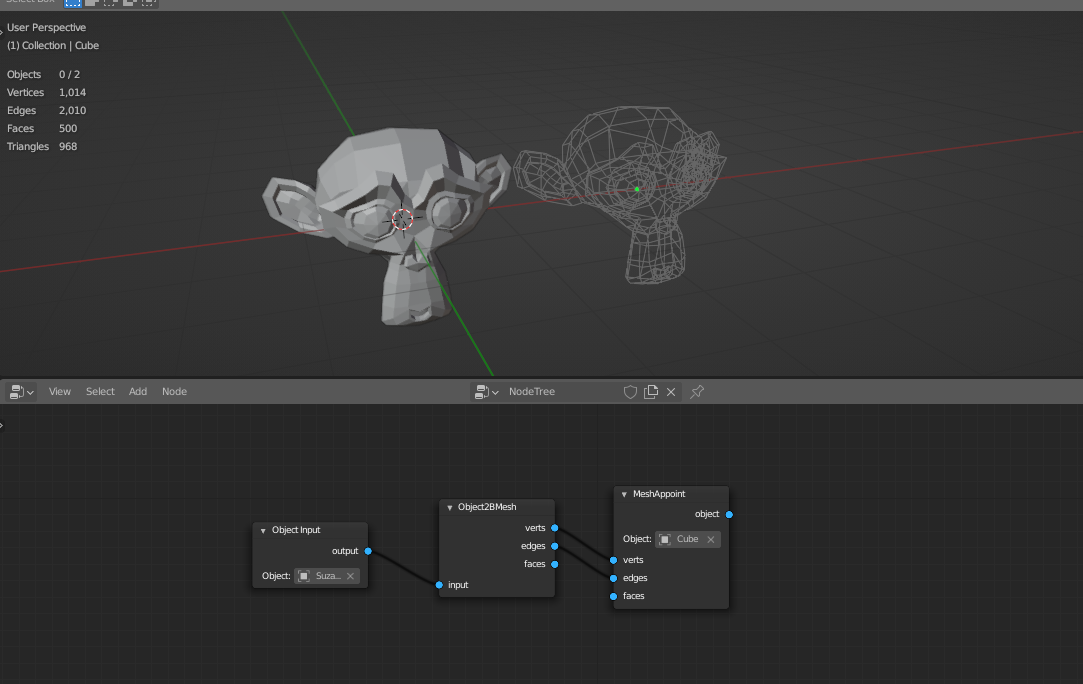 Select Box
User Perspective
(1) Collection | Cube
Objects 0 / 2
Vertices 1,014
Edges 2,010
Faces 500
Triangles 968
View Select Add Node NodeTree
Object Input
output
Object: Suza...
Object2BMesh
verts
edges
faces
input
MeshAppoint
object
Object: Cube
verts
edges
faces